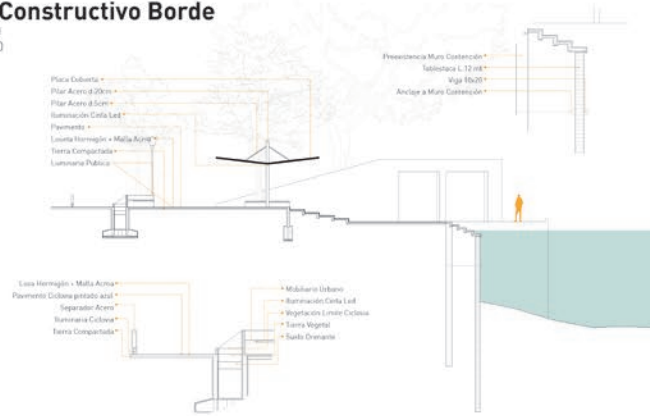 Constructivo Borde
Placa Cubierta
Pilar Acero d:20cm
Pilar Acero d:5cm
Iluminación Cinta Led
Pavimento
Loseta Hormigón + Malla Acma
Tierra Compactada
Luminaria Publica
Preexistencia Muro Contención
Tablestaca L.12 mt
Viga 10x20
Anclaje a Muro Contención
Losa Hormigón + Malla Acma
Pavimento Ciclovia pintado azul
Separador Acero
Iluminaria Ciclovia
Tierra Compactada
Mobiliario Urbano
Iluminación Cinta Led
Vegetación Limite Ciclovia
Tierra Vegetal
Suelo Drenante